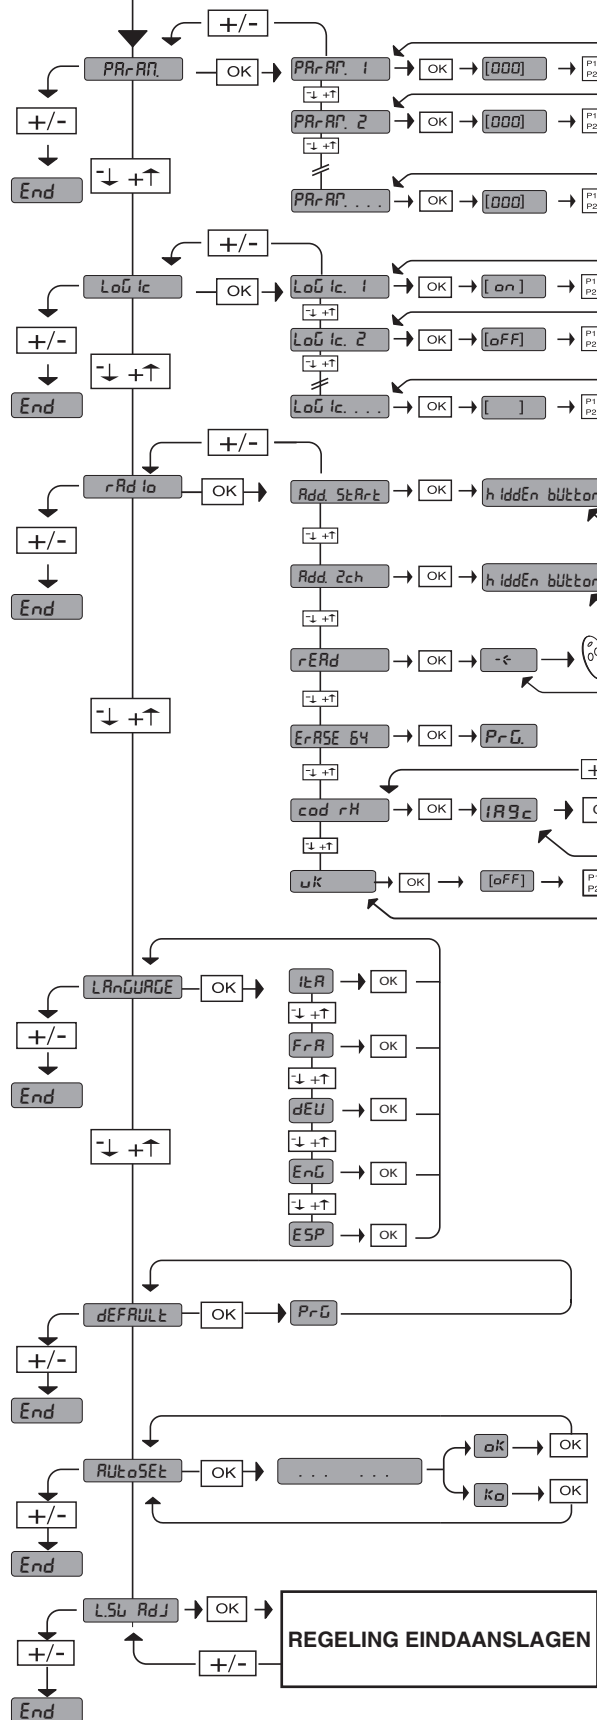 +/-
PArAM. OK PArAM. 1 OK [000] P1
P2
-↓ +↑
+/- PArAM. 2 OK [000] P1
P2
-↓ +↑
End -↓ +↑ PArAM. . . . OK [000] P1
P2
+/-
LoGIc OK LoGIc. 1 OK [ on ] P1
P2
-↓ +↑
+/- LoGIc. 2 OK [oFF] P1
P2
-↓ +↑ -↓ +↑
End LoGIc. . . . OK [ ] P1
P2
+/-
rAdIo OK Add. StArt OK hIddEn bUtton
+/- -↓ +↑
End Add. 2ch OK hIddEn bUtton
-↓ +↑
rEAd OK
-↓ +↑ -↓ +↑
ErASE 64 OK PrG.
-↓ +↑
cod rX OK 1A9c
-↓ +↑
uK OK [oFF] P1
P2
LAnGUAGE OK ItA OK
+/- -↓ +↑
FrA OK
End -↓ +↑
dEU OK
-↓ +↑ -↓ +↑
EnG OK
-↓ +↑
ESP OK
dEFAULt OK PrG
+/-
End
oK OK
AUtoSEt OK ... ...
Ko OK
+/-
End
L.SW AdJ OK
REGELING EINDAANSLAGEN
+/- +/-
End